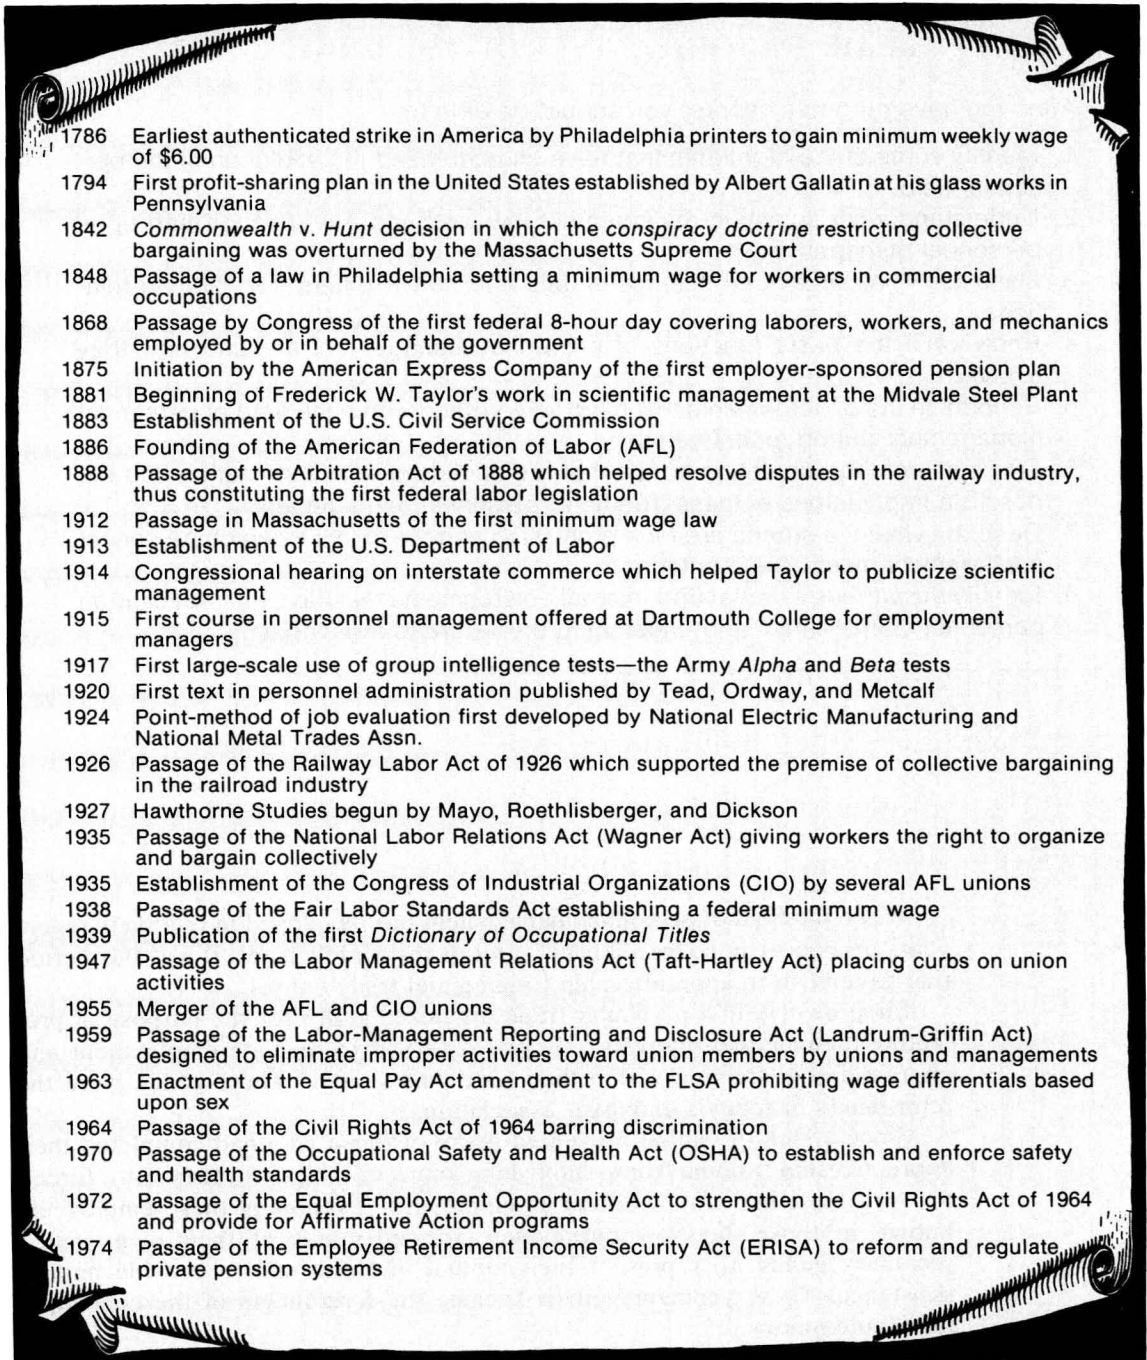 1786 Earliest authenticated strike in America by Philadelphia printers to gain minimum weekly wage
of $6.00
1794 First profit-sharing plan in the United States established by Albert Gallatin at his glass works in
Pennsylvania
1842 Commonwealth v. Hunt decision in which the conspiracy doctrine restricting collective
bargaining was overturned by the Massachusetts Supreme Court
1848 Passage of a law in Philadelphia setting a minimum wage for workers in commercial
occupations
1868 Passage by Congress of the first federal 8-hour day covering laborers, workers, and mechanics
employed by or in behalf of the government
1875 Initiation by the American Express Company of the first employer-sponsored pension plan
1881 Beginning of Frederick W. Taylor's work in scientific management at the Midvale Steel Plant
1883 Establishment of the U.S. Civil Service Commission
1886 Founding of the American Federation of Labor (AFL)
1888 Passage of the Arbitration Act of 1888 which helped resolve disputes in the railway industry,
thus constituting the first federal labor legislation
1912 Passage in Massachusetts of the first minimum wage law
1913 Establishment of the U.S. Department of Labor
1914 Congressional hearing on interstate commerce which helped Taylor to publicize scientific
management
1915 First course in personnel management offered at Dartmouth College for employment
managers
1917 First large-scale use of group intelligence tests—the Army Alpha and Beta tests
1920 First text in personnel administration published by Tead, Ordway, and Metcalf
1924 Point-method of job evaluation first developed by National Electric Manufacturing and
National Metal Trades Assn.
1926 Passage of the Railway Labor Act of 1926 which supported the premise of collective bargaining
in the railroad industry
1927 Hawthorne Studies begun by Mayo, Roethlisberger, and Dickson
1935 Passage of the National Labor Relations Act (Wagner Act) giving workers the right to organize
and bargain collectively
1935 Establishment of the Congress of Industrial Organizations (CIO) by several AFL unions
1938 Passage of the Fair Labor Standards Act establishing a federal minimum wage
1939 Publication of the first Dictionary of Occupational Titles
1947 Passage of the Labor Management Relations Act (Taft-Hartley Act) placing curbs on union
activities
1955 Merger of the AFL and CIO unions
1959 Passage of the Labor-Management Reporting and Disclosure Act (Landrum-Griffin Act)
designed to eliminate improper activities toward union members by unions and managements
1963 Enactment of the Equal Pay Act amendment to the FLSA prohibiting wage differentials based
upon sex
1964 Passage of the Civil Rights Act of 1964 barring discrimination
1970 Passage of the Occupational Safety and Health Act (OSHA) to establish and enforce safety
and health standards
1972 Passage of the Equal Employment Opportunity Act to strengthen the Civil Rights Act of 1964
and provide for Affirmative Action programs
1974 Passage of the Employee Retirement Income Security Act (ERISA) to reform and regulate
private pension systems